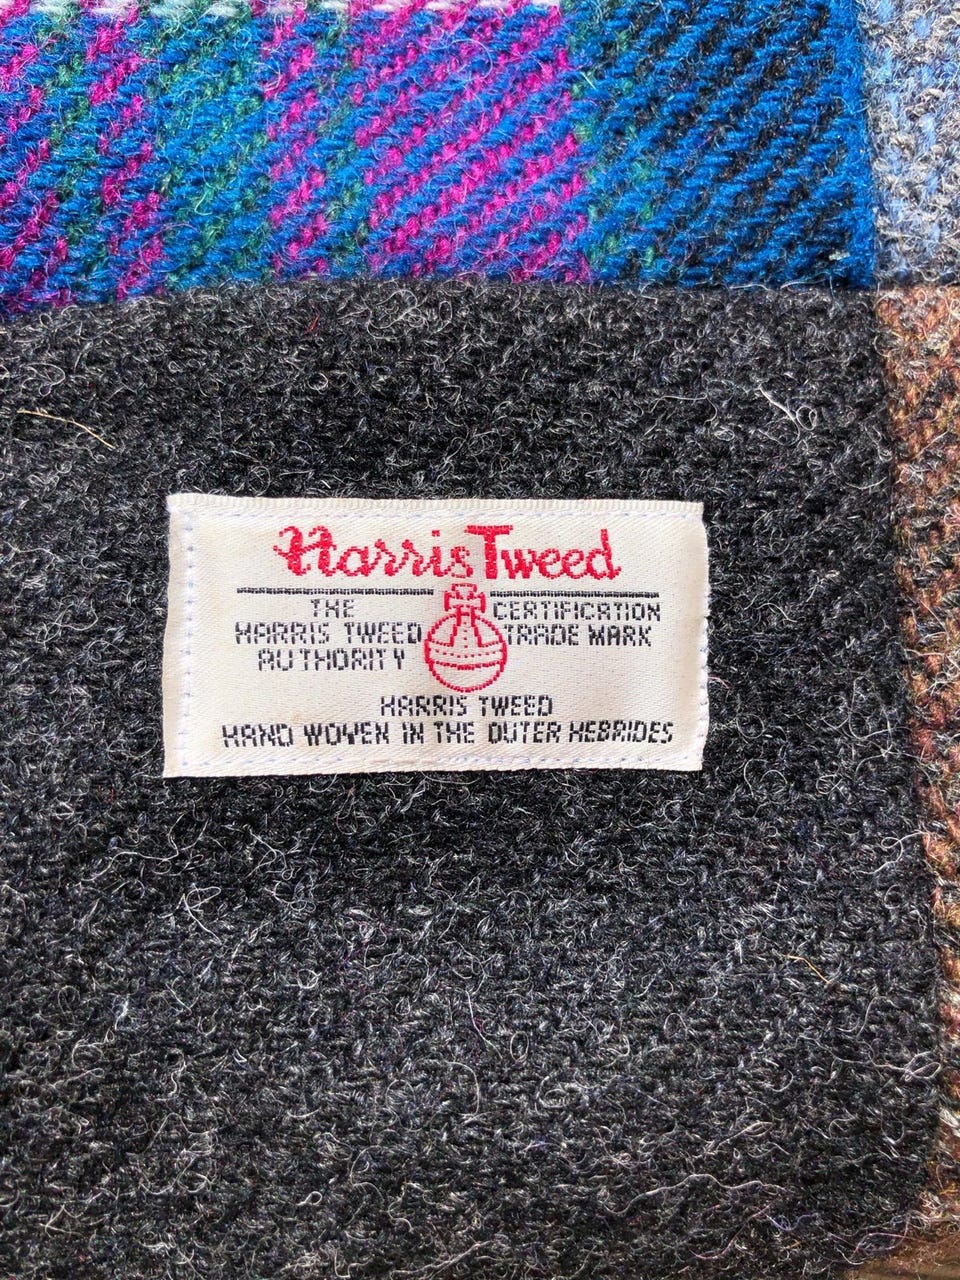 Harris Tweed
THE
HARRIS TWEED
AUTHORITY
CERTIFICATION
TRADE MARK
HARRIS TWEED
HAND WOVEN IN THE OUTER HEBRIDES